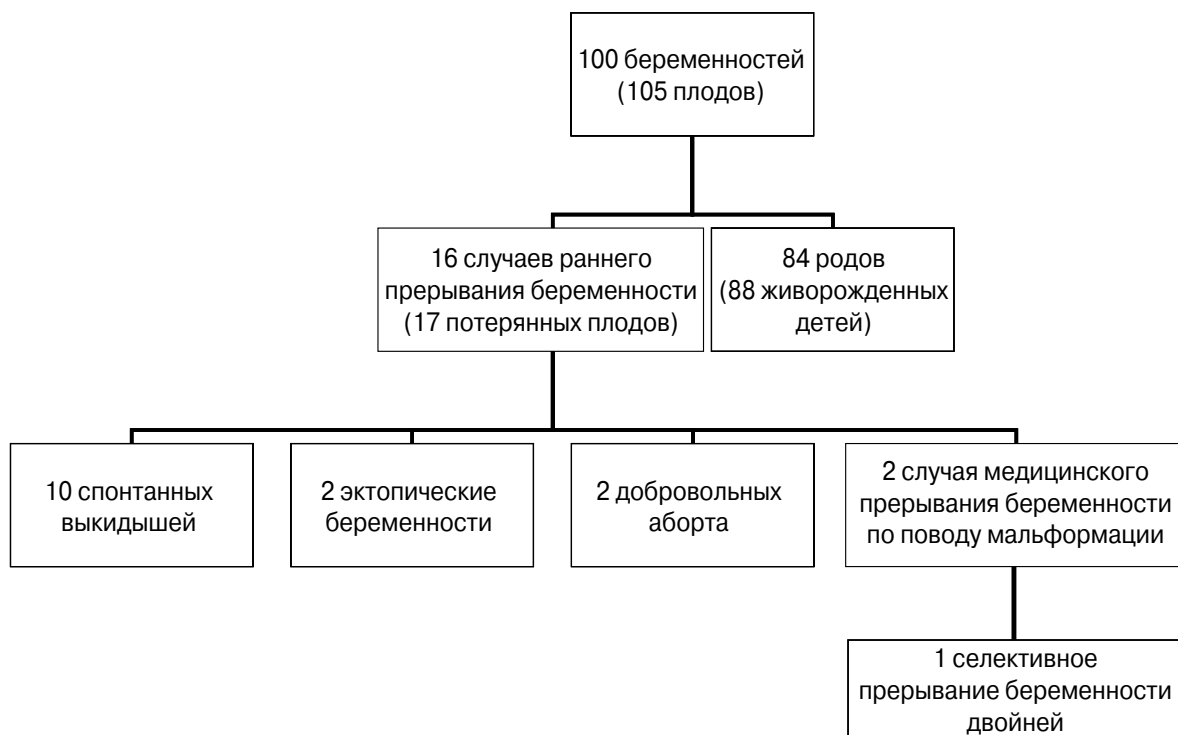 100 беременностей
(105 плодов)
16 случаев раннего
прерывания беременности
(17 потерянных плодов)
84 родов
(88 живорожденных
детей)
10 спонтанных
выкидышей
2 эктопические
беременности
2 добровольных
аборта
2 случая медицинского
прерывания беременности
по поводу мальформации
1 селективное
прерывание беременности
двойней